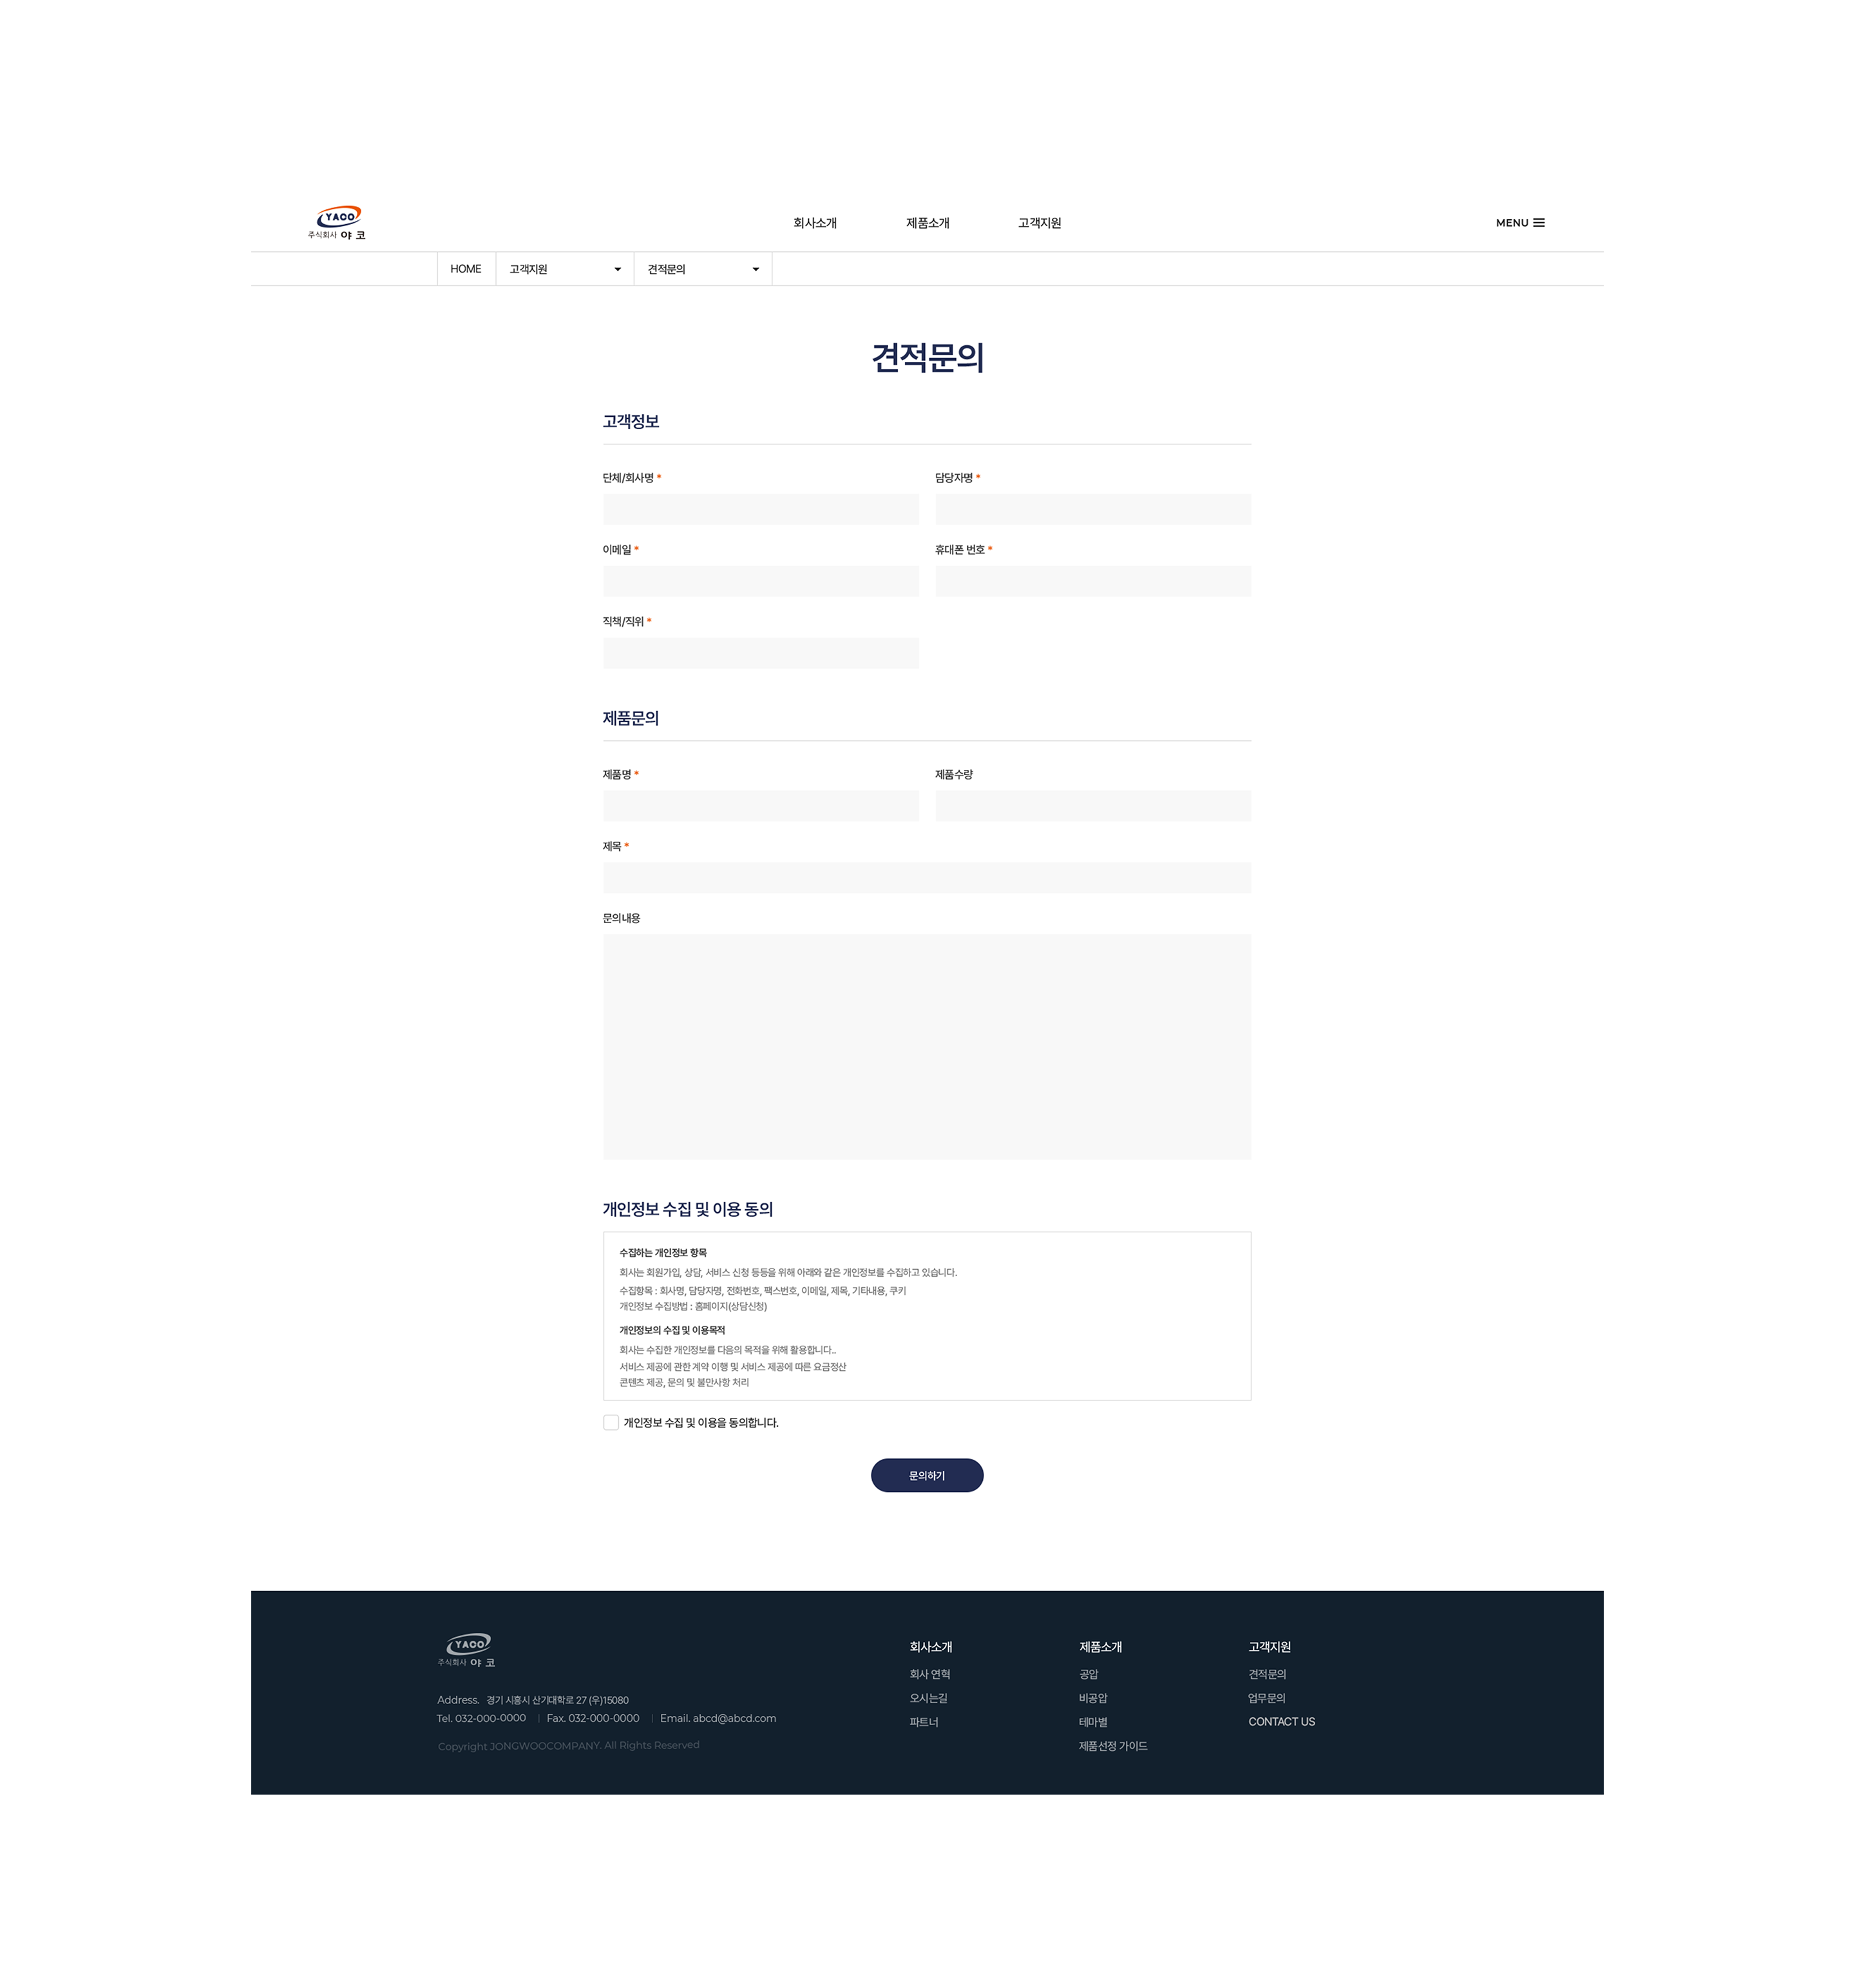 YACO
주식회사 야 코
회사소개 제품소개 고객지원
MENU
HOME 고객지원 견적문의
견적문의
고객정보
단체/회사명 * 담당자명 *
이메일 * 휴대폰 번호 *
직책/직위 *
제품문의
제품명 * 제품수량
제목 *
문의내용
개인정보 수집 및 이용 동의
수집하는 개인정보 항목
회사는 회원가입, 상담, 서비스 신청 등등을 위해 아래와 같은 개인정보를 수집하고 있습니다.
수집항목 : 회사명, 담당자명, 전화번호, 팩스번호, 이메일, 제목, 기타내용, 쿠키
개인정보 수집방법 : 홈페이지(상담신청)
개인정보의 수집 및 이용목적
회사는 수집한 개인정보를 다음의 목적을 위해 활용합니다..
서비스 제공에 관한 계약 이행 및 서비스 제공에 따른 요금정산
콘텐츠 제공, 문의 및 불만사항 처리
개인정보 수집 및 이용을 동의합니다.
문의하기
YACO
주식회사 야 코
Address. 경기 시흥시 산기대학로 27 (우)15080
Tel. 032-000-0000 | Fax. 032-000-0000 | Email. abcd@abcd.com
Copyright JONGWOOCOMPANY. All Rights Reserved
회사소개
회사 연혁
오시는길
파트너
제품소개
공압
비공압
테마별
제품선정 가이드
고객지원
견적문의
업무문의
CONTACT US